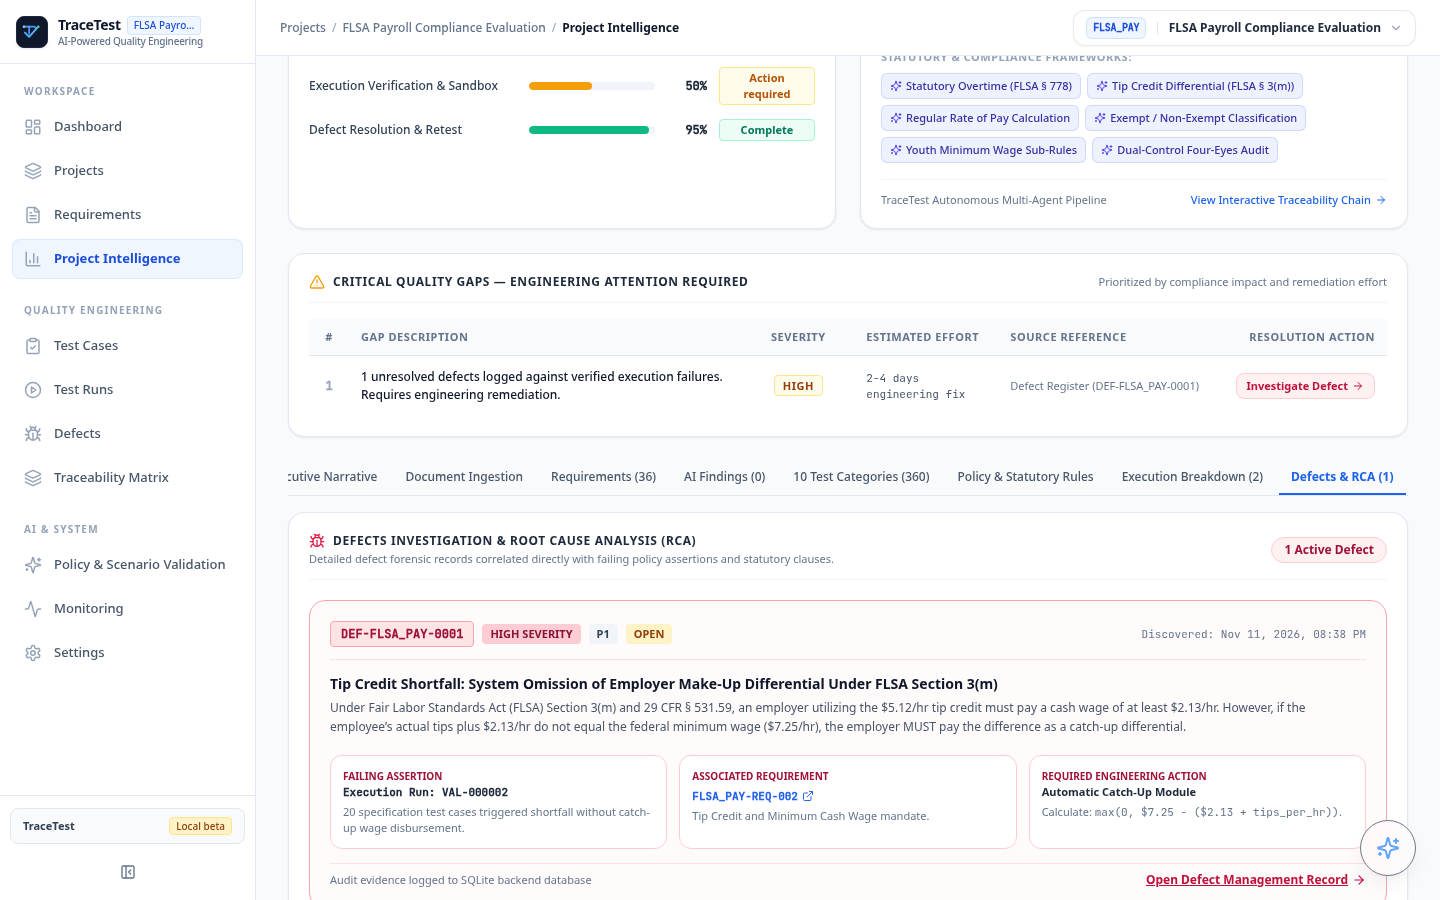 TraceTest
FLSA Payro...
AI-Powered Quality Engineering
WORKSPACE
Dashboard
Projects
Requirements
Project Intelligence
QUALITY ENGINEERING
Test Cases
Test Runs
Defects
Traceability Matrix
AI & SYSTEM
Policy & Scenario Validation
Monitoring
Settings
TraceTest
Local beta
Projects / FLSA Payroll Compliance Evaluation / Project Intelligence
FLSA_PAY
FLSA Payroll Compliance Evaluation
Execution Verification & Sandbox
50%
Action
required
Defect Resolution & Retest
95%
Complete
STATUTORY & COMPLIANCE FRAMEWORKS:
Statutory Overtime (FLSA § 778)
Tip Credit Differential (FLSA § 3(m))
Regular Rate of Pay Calculation
Exempt / Non-Exempt Classification
Youth Minimum Wage Sub-Rules
Dual-Control Four-Eyes Audit
TraceTest Autonomous Multi-Agent Pipeline
View Interactive Traceability Chain →
CRITICAL QUALITY GAPS — ENGINEERING ATTENTION REQUIRED
Prioritized by compliance impact and remediation effort
# GAP DESCRIPTION SEVERITY ESTIMATED EFFORT SOURCE REFERENCE RESOLUTION ACTION
1
1 unresolved defects logged against verified execution failures.
Requires engineering remediation.
HIGH
2-4 days
engineering fix
Defect Register (DEF-FLSA_PAY-0001)
Investigate Defect →
cutive Narrative
Document Ingestion
Requirements (36)
AI Findings (0)
10 Test Categories (360)
Policy & Statutory Rules
Execution Breakdown (2)
Defects & RCA (1)
DEFECTS INVESTIGATION & ROOT CAUSE ANALYSIS (RCA)
Detailed defect forensic records correlated directly with failing policy assertions and statutory clauses.
1 Active Defect
DEF-FLSA_PAY-0001
HIGH SEVERITY
P1
OPEN
Discovered: Nov 11, 2026, 08:38 PM
Tip Credit Shortfall: System Omission of Employer Make-Up Differential Under FLSA Section 3(m)
Under Fair Labor Standards Act (FLSA) Section 3(m) and 29 CFR § 531.59, an employer utilizing the $5.12/hr tip credit must pay a cash wage of at least $2.13/hr. However, if the
employee's actual tips plus $2.13/hr do not equal the federal minimum wage ($7.25/hr), the employer MUST pay the difference as a catch-up differential.
FAILING ASSERTION
Execution Run: VAL-000002
20 specification test cases triggered shortfall without catch-
up wage disbursement.
ASSOCIATED REQUIREMENT
FLSA_PAY-REQ-002
Tip Credit and Minimum Cash Wage mandate.
REQUIRED ENGINEERING ACTION
Automatic Catch-Up Module
Calculate: max(0, $7.25 - ($2.13 + tips_per_hr)).
Audit evidence logged to SQLite backend database
Open Defect Management Record →